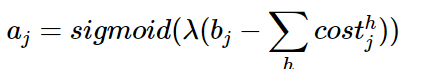 a_j = sigmoid(λ(b_j − ∑_h cost_j^h))